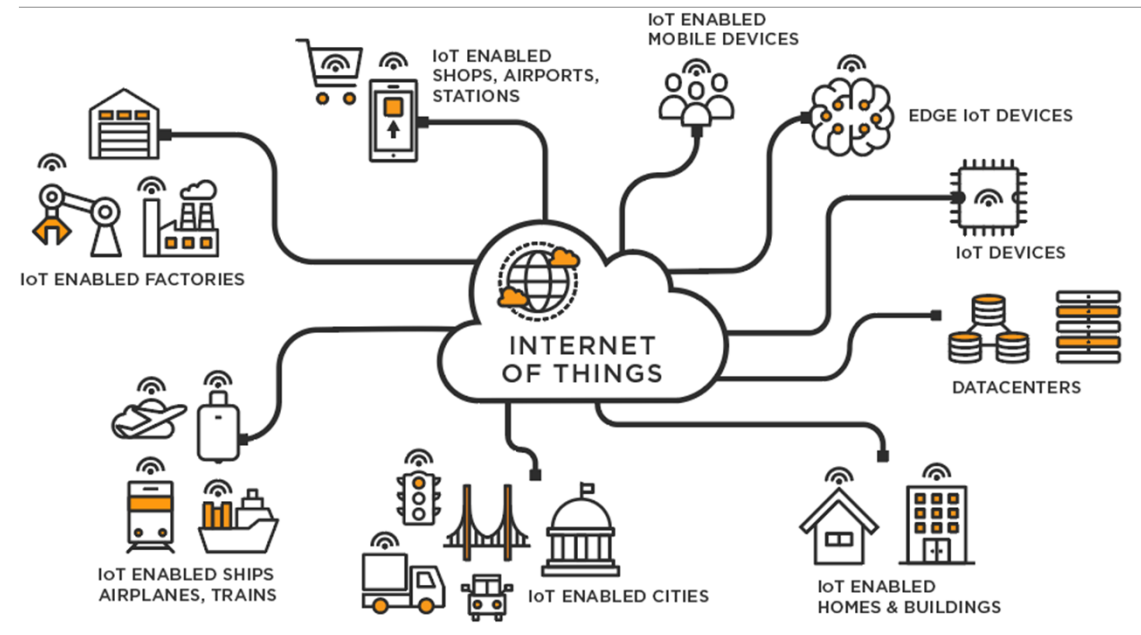 IoT ENABLED
MOBILE DEVICES
IoT ENABLED
SHOPS, AIRPORTS,
STATIONS
EDGE IoT DEVICES
IoT DEVICES
IoT ENABLED FACTORIES
INTERNET
OF THINGS
DATACENTERS
IoT ENABLED SHIPS
AIRPLANES, TRAINS
IoT ENABLED CITIES
IoT ENABLED
HOMES & BUILDINGS